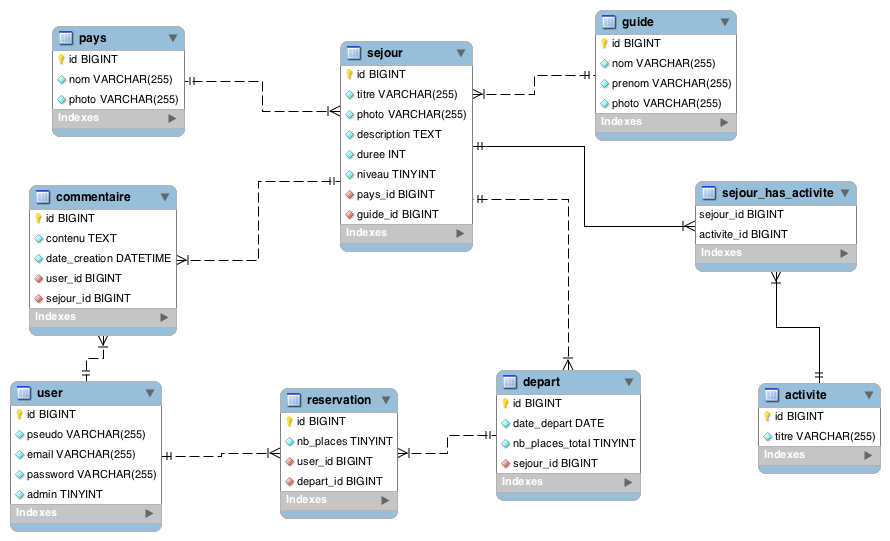 pays
id BIGINT
nom VARCHAR(255)
photo VARCHAR(255)
Indexes
sejour
id BIGINT
titre VARCHAR(255)
photo VARCHAR(255)
description TEXT
duree INT
niveau TINYINT
pays_id BIGINT
guide_id BIGINT
Indexes
guide
id BIGINT
nom VARCHAR(255)
prenom VARCHAR(255)
photo VARCHAR(255)
Indexes
commentaire
id BIGINT
contenu TEXT
date_creation DATETIME
user_id BIGINT
sejour_id BIGINT
Indexes
sejour_has_activite
sejour_id BIGINT
activite_id BIGINT
Indexes
user
id BIGINT
pseudo VARCHAR(255)
email VARCHAR(255)
password VARCHAR(255)
admin TINYINT
Indexes
reservation
id BIGINT
nb_places TINYINT
user_id BIGINT
depart_id BIGINT
Indexes
depart
id BIGINT
date_depart DATE
nb_places_total TINYINT
sejour_id BIGINT
Indexes
activite
id BIGINT
titre VARCHAR(255)
Indexes